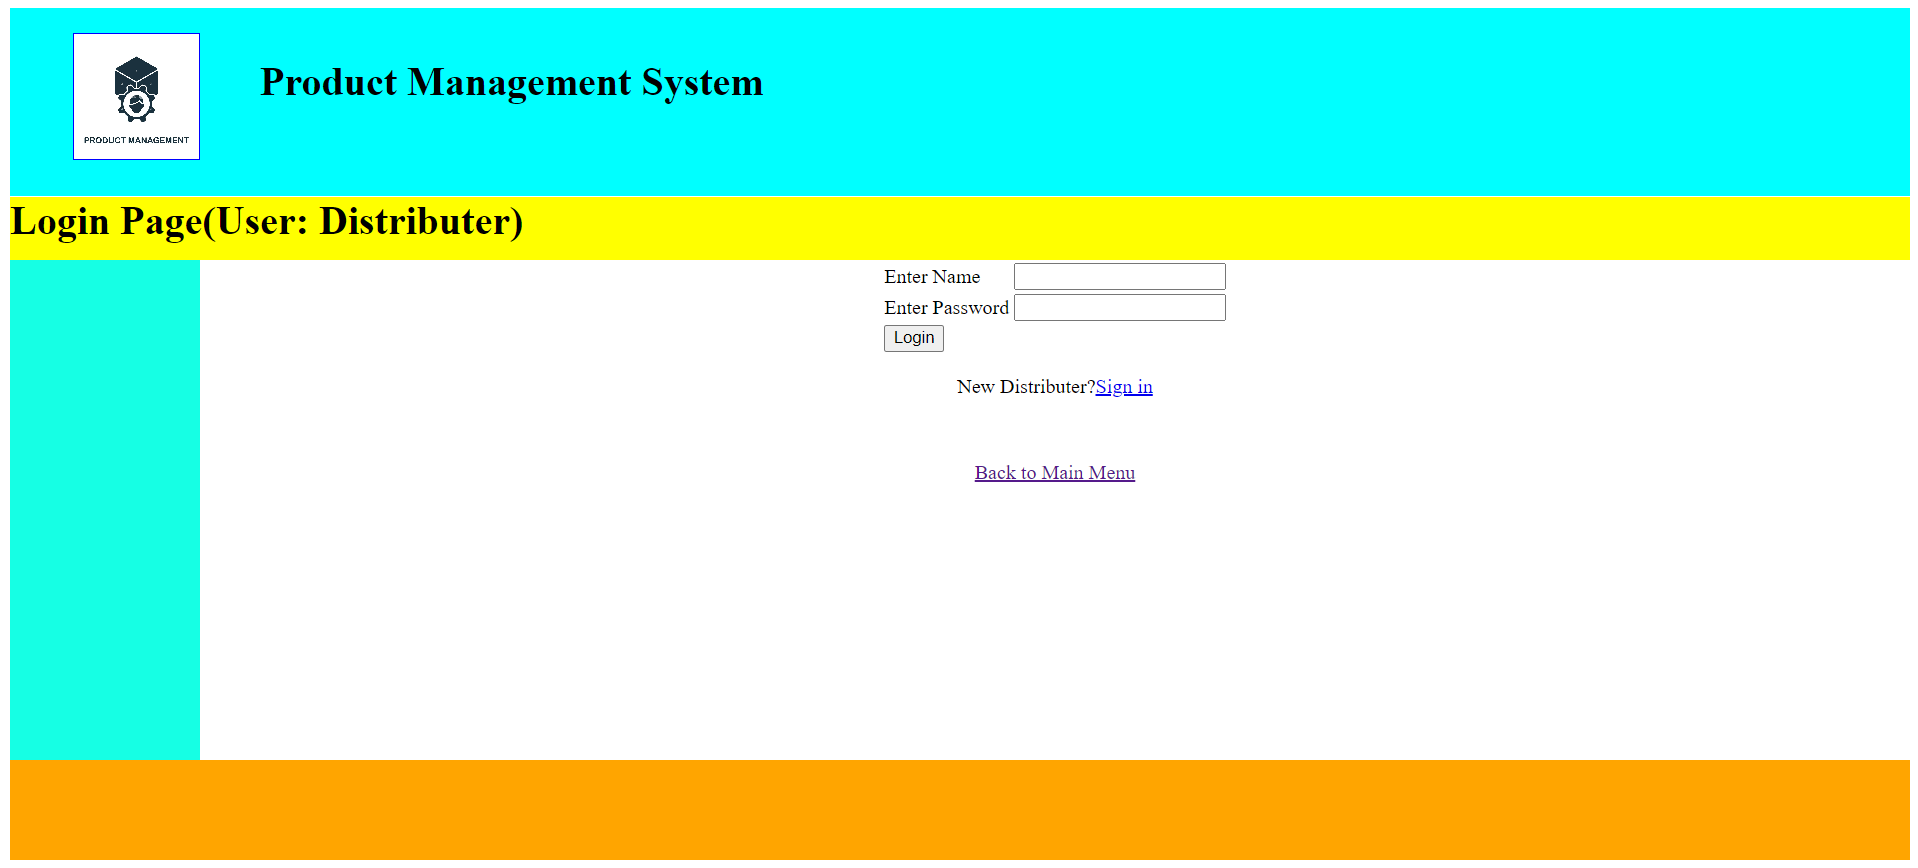 PRODUCT MANAGEMENT
Product Management System
Login Page(User: Distributer)
Enter Name
Enter Password
Login
New Distributer?Sign in
Back to Main Menu